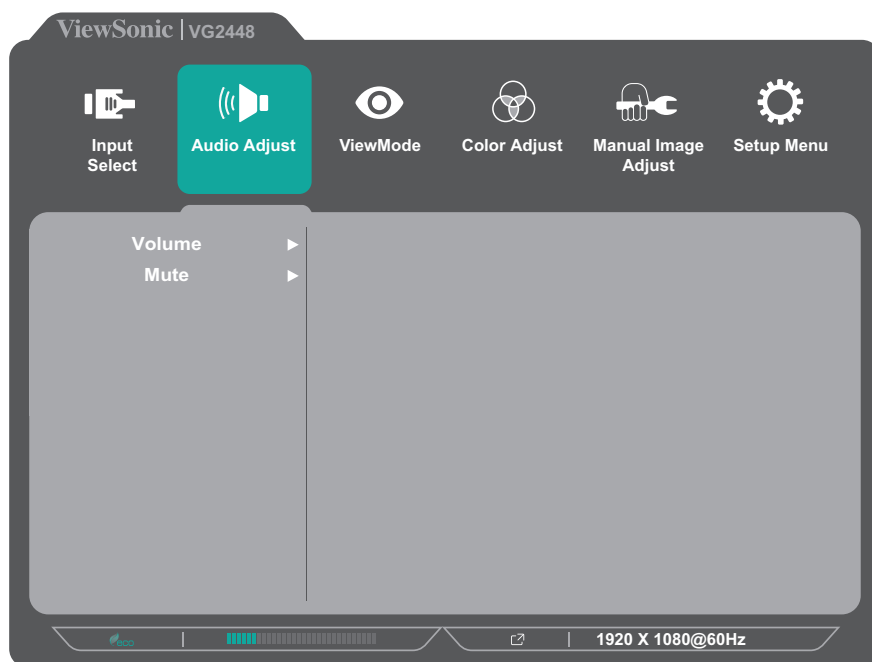 ViewSonic | VG2448
Input Select
Audio Adjust
ViewMode
Color Adjust
Manual Image Adjust
Setup Menu
Volume
Mute
eco
1920 X 1080@60Hz